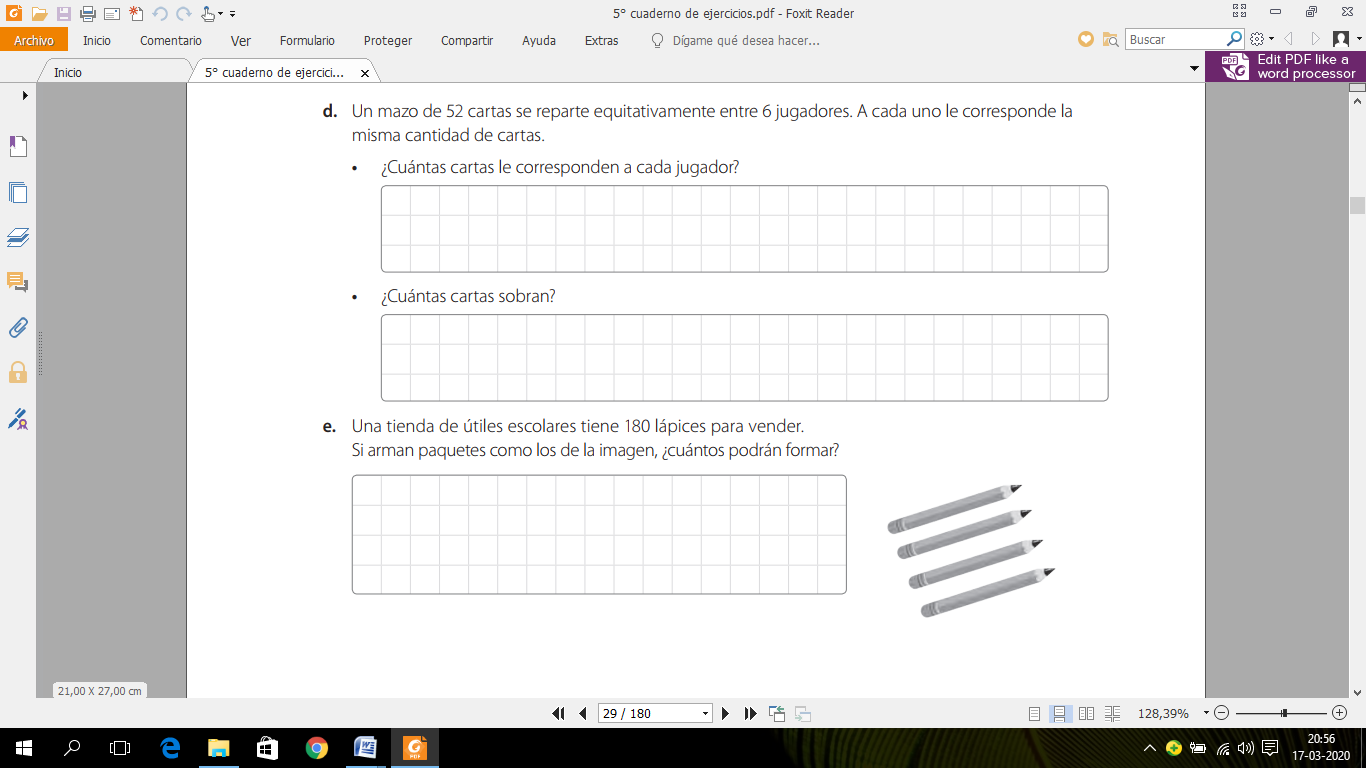 5° cuaderno de ejercicios.pdf - Foxit Reader
Archivo Inicio Comentario Ver Formulario Proteger Compartir Ayuda Extras Dígame qué desea hacer... Buscar
Inicio 5° cuaderno de ejercici... x
Edit PDF like a
word processor
d. Un mazo de 52 cartas se reparte equitativamente entre 6 jugadores. A cada uno le corresponde la
misma cantidad de cartas.
• ¿Cuántas cartas le corresponden a cada jugador?
• ¿Cuántas cartas sobran?
e. Una tienda de útiles escolares tiene 180 lápices para vender.
Si arman paquetes como los de la imagen, ¿cuántos podrán formar?
21,00 X 27,00 cm
29 / 180
128,39%
20:56
17-03-2020